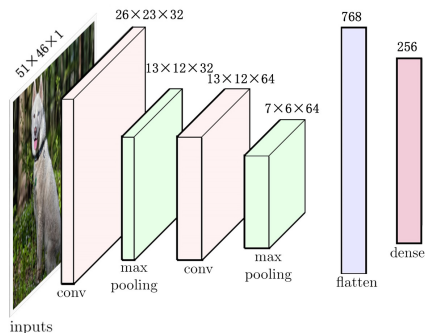 51×46×1
26×23×32
13×12×32
13×12×64
7×6×64
768
256
inputs
conv
max
pooling
conv
max
pooling
flatten
dense